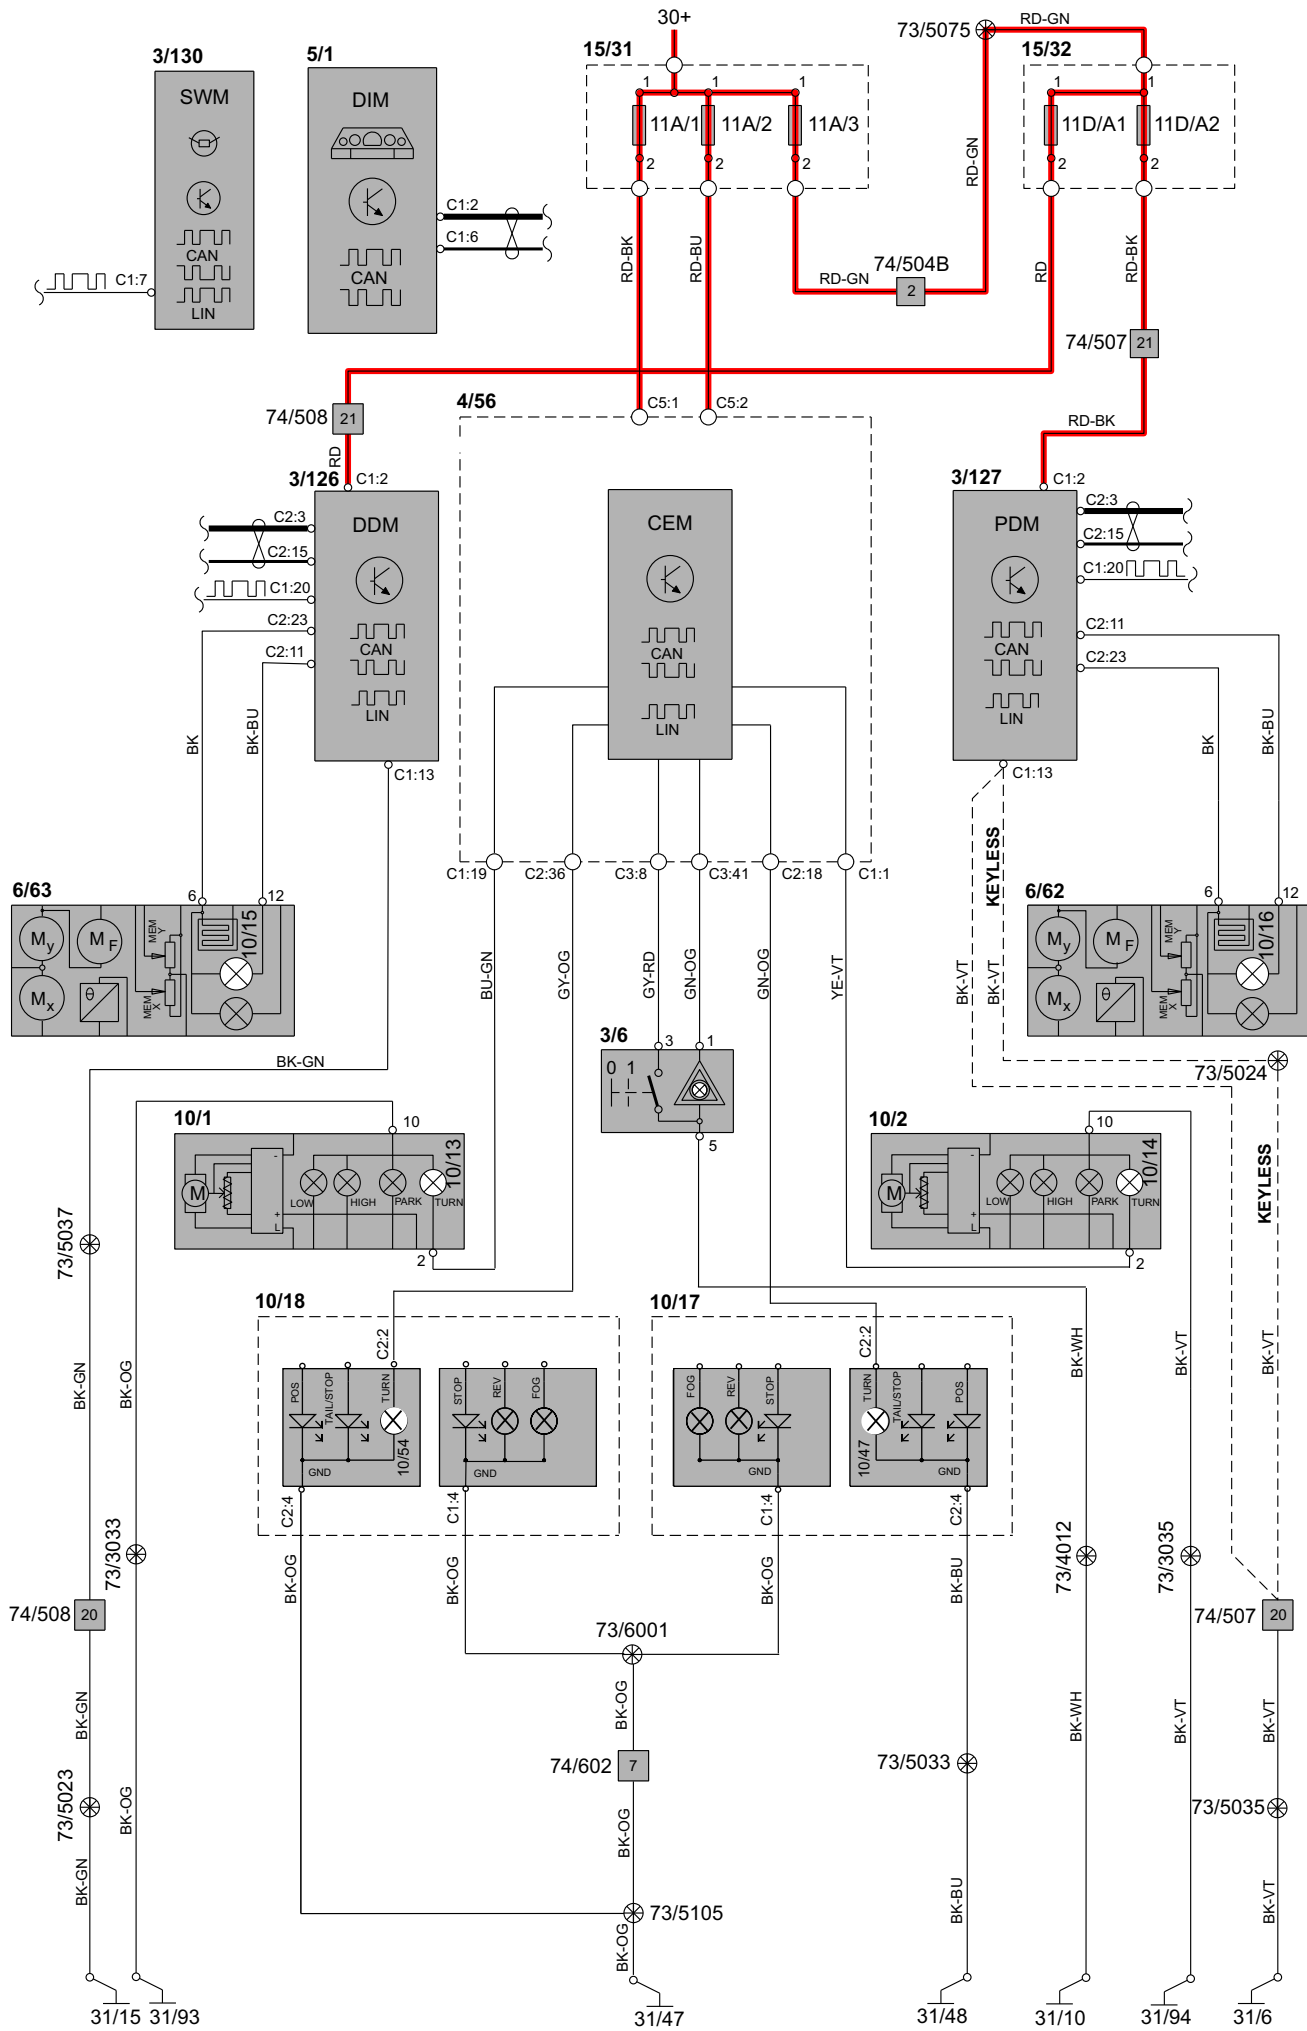 30+
73/5075
RD-GN
3/130
5/1
15/31
15/32
SWM
DIM
1
1
1
1
1
11A/1
11A/2
11A/3
11D/A1
11D/A2
2
2
2
2
2
RD-GN
CAN
LIN
C1:7
CAN
C1:2
C1:6
RD-BK
RD-BU
74/504B
RD-GN
2
RD
RD-BK
74/507
21
74/508
21
RD
4/56
C5:1
C5:2
RD-BK
3/126
C1:2
3/127
C1:2
DDM
CEM
PDM
C2:3
C2:15
C1:20
C2:23
C2:11
C2:3
C2:15
C1:20
C2:11
C2:23
CAN
LIN
CAN
LIN
CAN
LIN
BK
BK-BU
BK
BK-BU
C1:13
C1:13
C1:19
C2:36
C3:8
C3:41
C2:18
C1:1
KEYLESS
6/63
6
12
6/62
6
12
My
MF
Mx
θ
MEM Y
MEM X
10/15
My
MF
Mx
θ
MEM Y
MEM X
10/16
BU-GN
GY-OG
GY-RD
GN-OG
GN-OG
YE-VT
BK-VT
BK-VT
3/6
3
1
0 1
5
BK-GN
73/5024
10/1
10
10/13
M
-
+
L
LOW
HIGH
PARK
TURN
2
10/2
10
10/14
M
-
+
L
LOW
HIGH
PARK
TURN
2
KEYLESS
73/5037
10/18
C2:2
10/17
C2:2
POS
TAIL/STOP
TURN
10/54
GND
STOP
REV
FOG
GND
FOG
REV
STOP
GND
TURN
TAIL/STOP
POS
10/47
GND
BK-GN
BK-OG
BK-WH
BK-VT
BK-VT
C2:4
C1:4
C1:4
C2:4
73/3033
BK-OG
BK-OG
BK-OG
BK-BU
73/4012
73/3035
74/508
20
74/507
20
73/6001
BK-GN
BK-OG
BK-WH
BK-VT
BK-VT
74/602
7
73/5033
73/5023
BK-OG
73/5035
BK-OG
BK-GN
BK-BU
BK-VT
73/5105
BK-OG
31/15
31/93
31/47
31/48
31/10
31/94
31/6